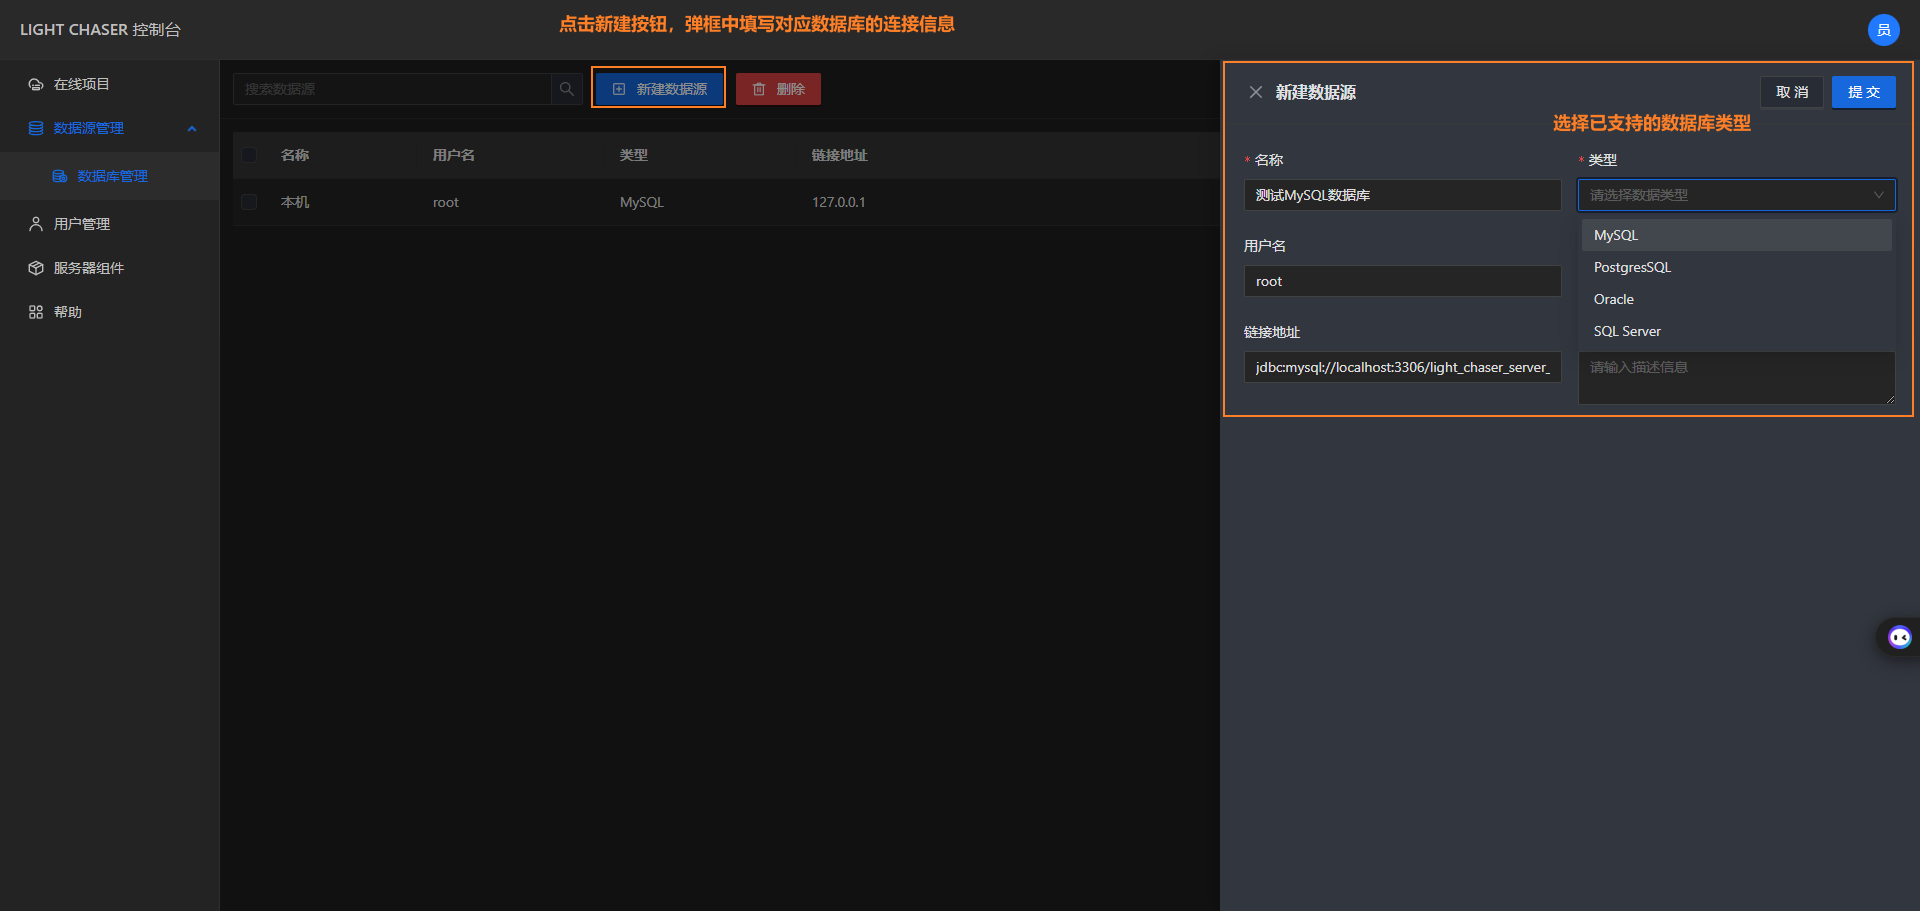 LIGHT CHASER 控制台
点击新建按钮，弹框中填写对应数据库的连接信息
员
在线项目
数据源管理
数据库管理
用户管理
服务器组件
帮助
搜索数据源
新建数据源
删除
名称 用户名 类型 链接地址
本机 root MySQL 127.0.0.1
新建数据源
取 消
提 交
选择已支持的数据库类型
* 名称
测试MySQL数据库
* 类型
请选择数据类型
MySQL
PostgresSQL
Oracle
SQL Server
用户名
root
链接地址
jdbc:mysql://localhost:3306/light_chaser_server_
请输入描述信息